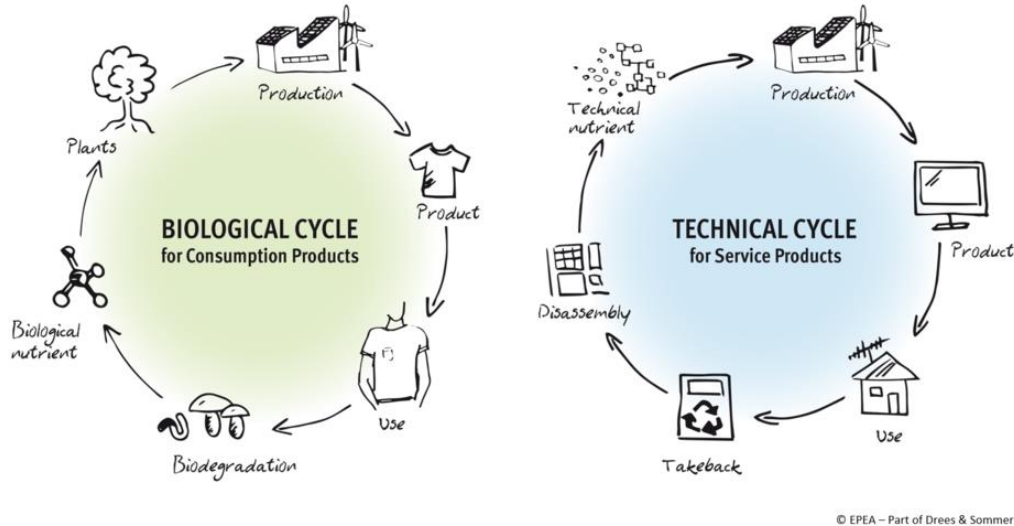 Production
Plants
Product
BIOLOGICAL CYCLE
for Consumption Products
Biological
nutrient
Use
Biodegradation
Production
Technical
nutrient
TECHNICAL CYCLE
for Service Products
Product
Disassembly
Use
Takeback
© EPEA – Part of Drees & Sommer